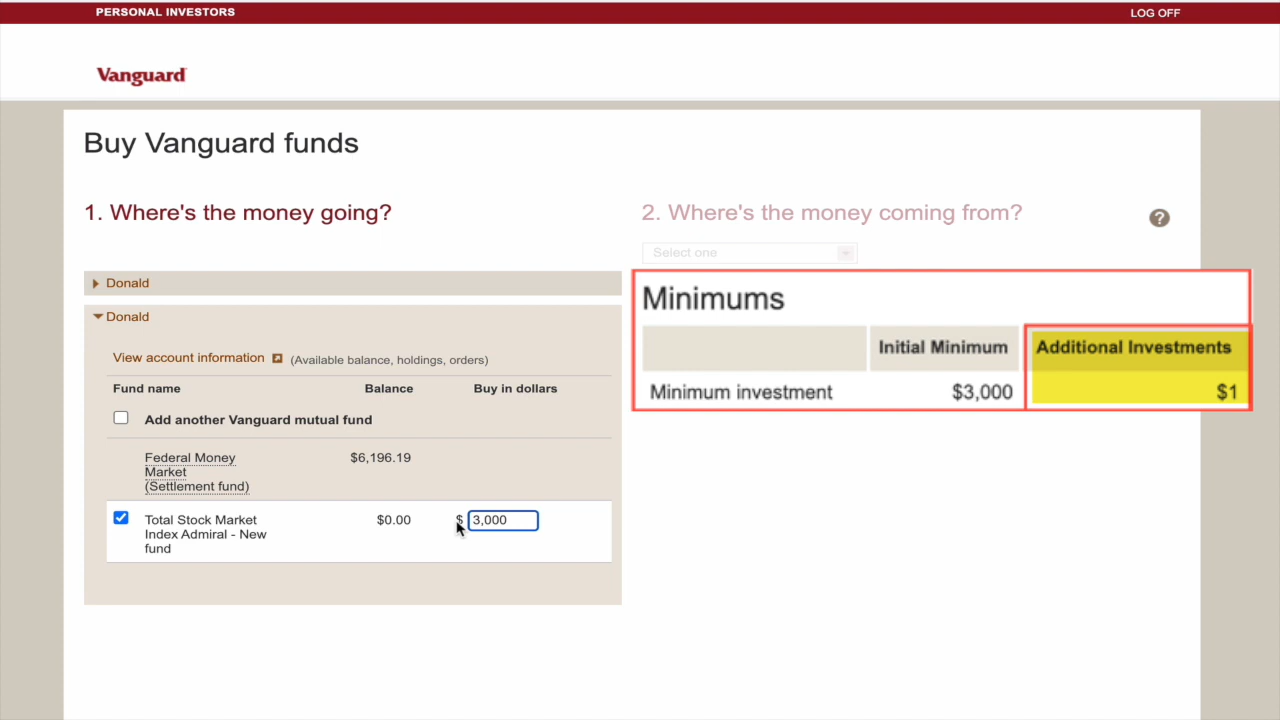 PERSONAL INVESTORS
LOG OFF
Vanguard
Buy Vanguard funds
1. Where's the money going?
2. Where's the money coming from?
?
Select one
Donald
Donald
View account information (Available balance, holdings, orders)
Fund name Balance Buy in dollars
Add another Vanguard mutual fund
Federal Money $6,196.19
Market
(Settlement fund)
Total Stock Market $0.00 $ 3,000
Index Admiral - New
fund
Minimums
Initial Minimum Additional Investments
Minimum investment $3,000 $1